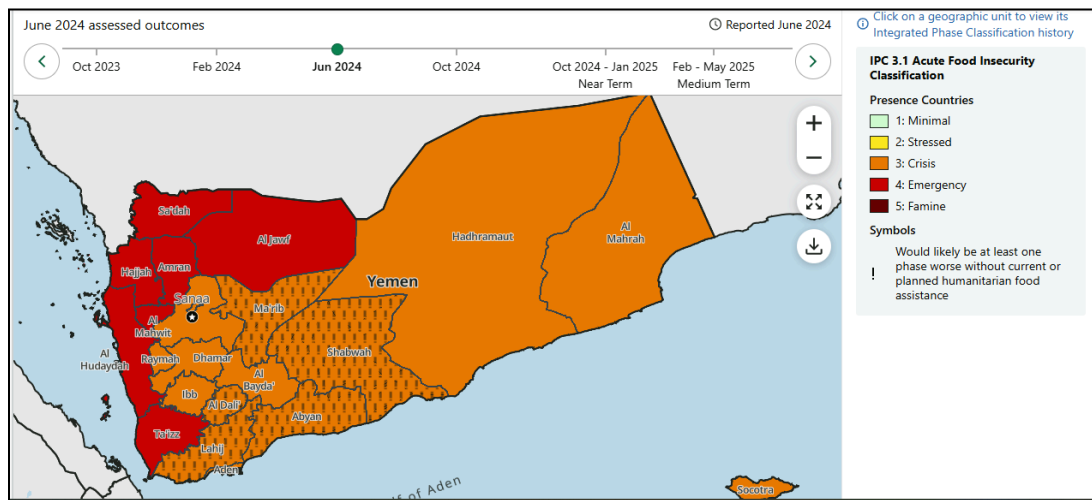 June 2024 assessed outcomes
Reported June 2024
Oct 2023
Feb 2024
Jun 2024
Oct 2024
Oct 2024 - Jan 2025
Near Term
Feb - May 2025
Medium Term
Click on a geographic unit to view its
Integrated Phase Classification history
IPC 3.1 Acute Food Insecurity
Classification
Presence Countries
1: Minimal
2: Stressed
3: Crisis
4: Emergency
5: Famine
Symbols
!
Would likely be at least one
phase worse without current or
planned humanitarian food
assistance
+
−
Sa'dah
Al Jawf
Hadhramaut
Al
Mahrah
Hajjah
Amran
Yemen
Sanaa
Ma'rib
Al
Mahwit
Al
Hudaydah
Raymah
Dhamar
Shabwah
Al
Bayda'
Ibb
Al Dali'
Abyan
Ta'izz
Lahij
Aden
of Aden
Socotra